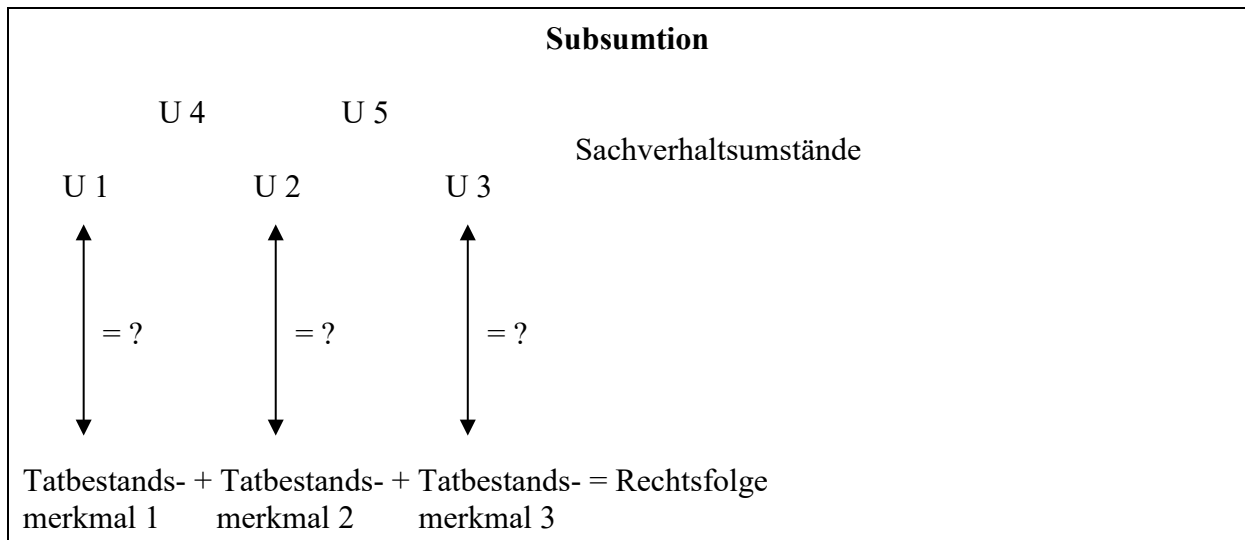 Subsumtion
U 4 U 5
Sachverhaltsumstände
U 1 U 2 U 3
= ? = ? = ?
Tatbestands- + Tatbestands- + Tatbestands- = Rechtsfolge
merkmal 1 merkmal 2 merkmal 3